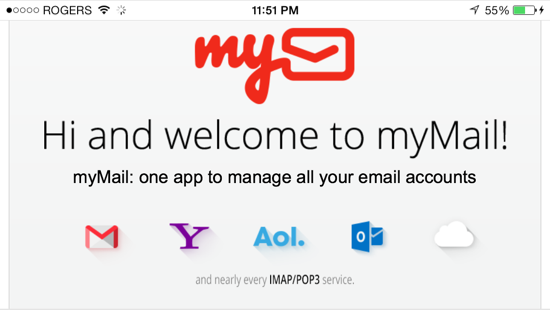 ROGERS 11:51 PM 55%
my
Hi and welcome to myMail!
myMail: one app to manage all your email accounts
M Y Aol. o
and nearly every IMAP/POP3 service.